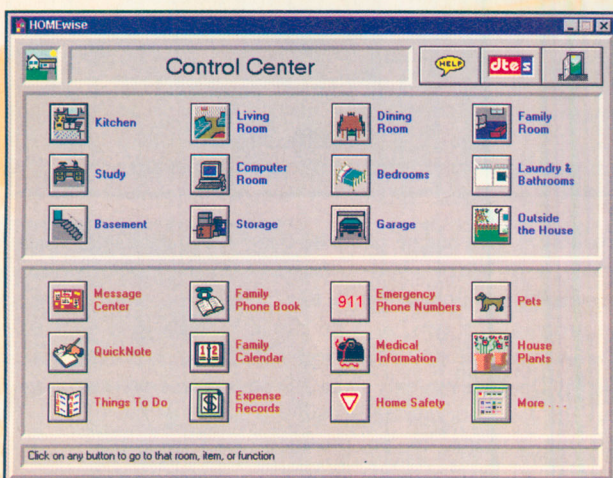 HOMEwise
Control Center
HELP
dtes
Kitchen
Living
Room
Dining
Room
Family
Room
Study
Computer
Room
Bedrooms
Laundry &
Bathrooms
Basement
Storage
Garage
Outside
the House
Message
Center
Family
Phone Book
911
Emergency
Phone Numbers
Pets
QuickNote
Family
Calendar
12
Medical
Information
House
Plants
Things To Do
$
Expense
Records
Home Safety
More . . .
Click on any button to go to that room, item, or function